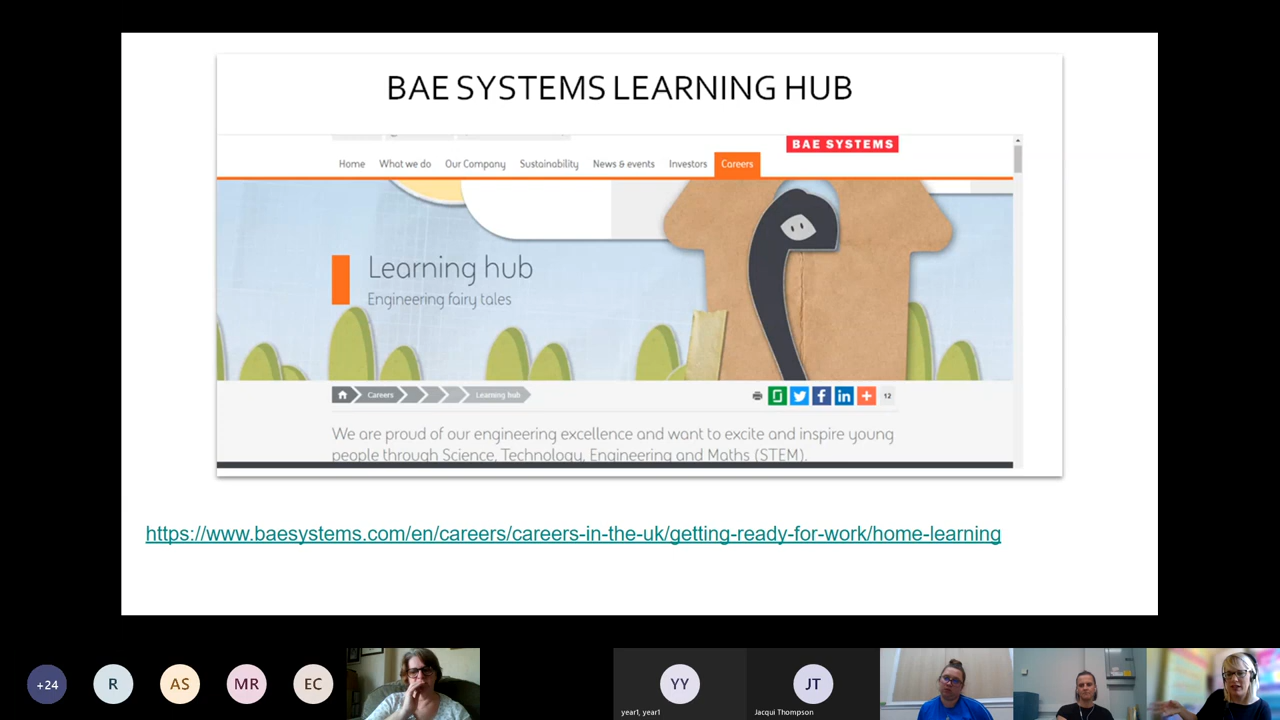 BAE SYSTEMS LEARNING HUB
BAE SYSTEMS
Home What we do Our Company Sustainability News & events Investors Careers
Learning hub
Engineering fairy tales
Careers Learning hub
12
We are proud of our engineering excellence and want to excite and inspire young
people through Science, Technology, Engineering and Maths (STEM).
https://www.baesystems.com/en/careers/careers-in-the-uk/getting-ready-for-work/home-learning
+24 R AS MR EC YY JT
year1, year1 Jacqui Thompson